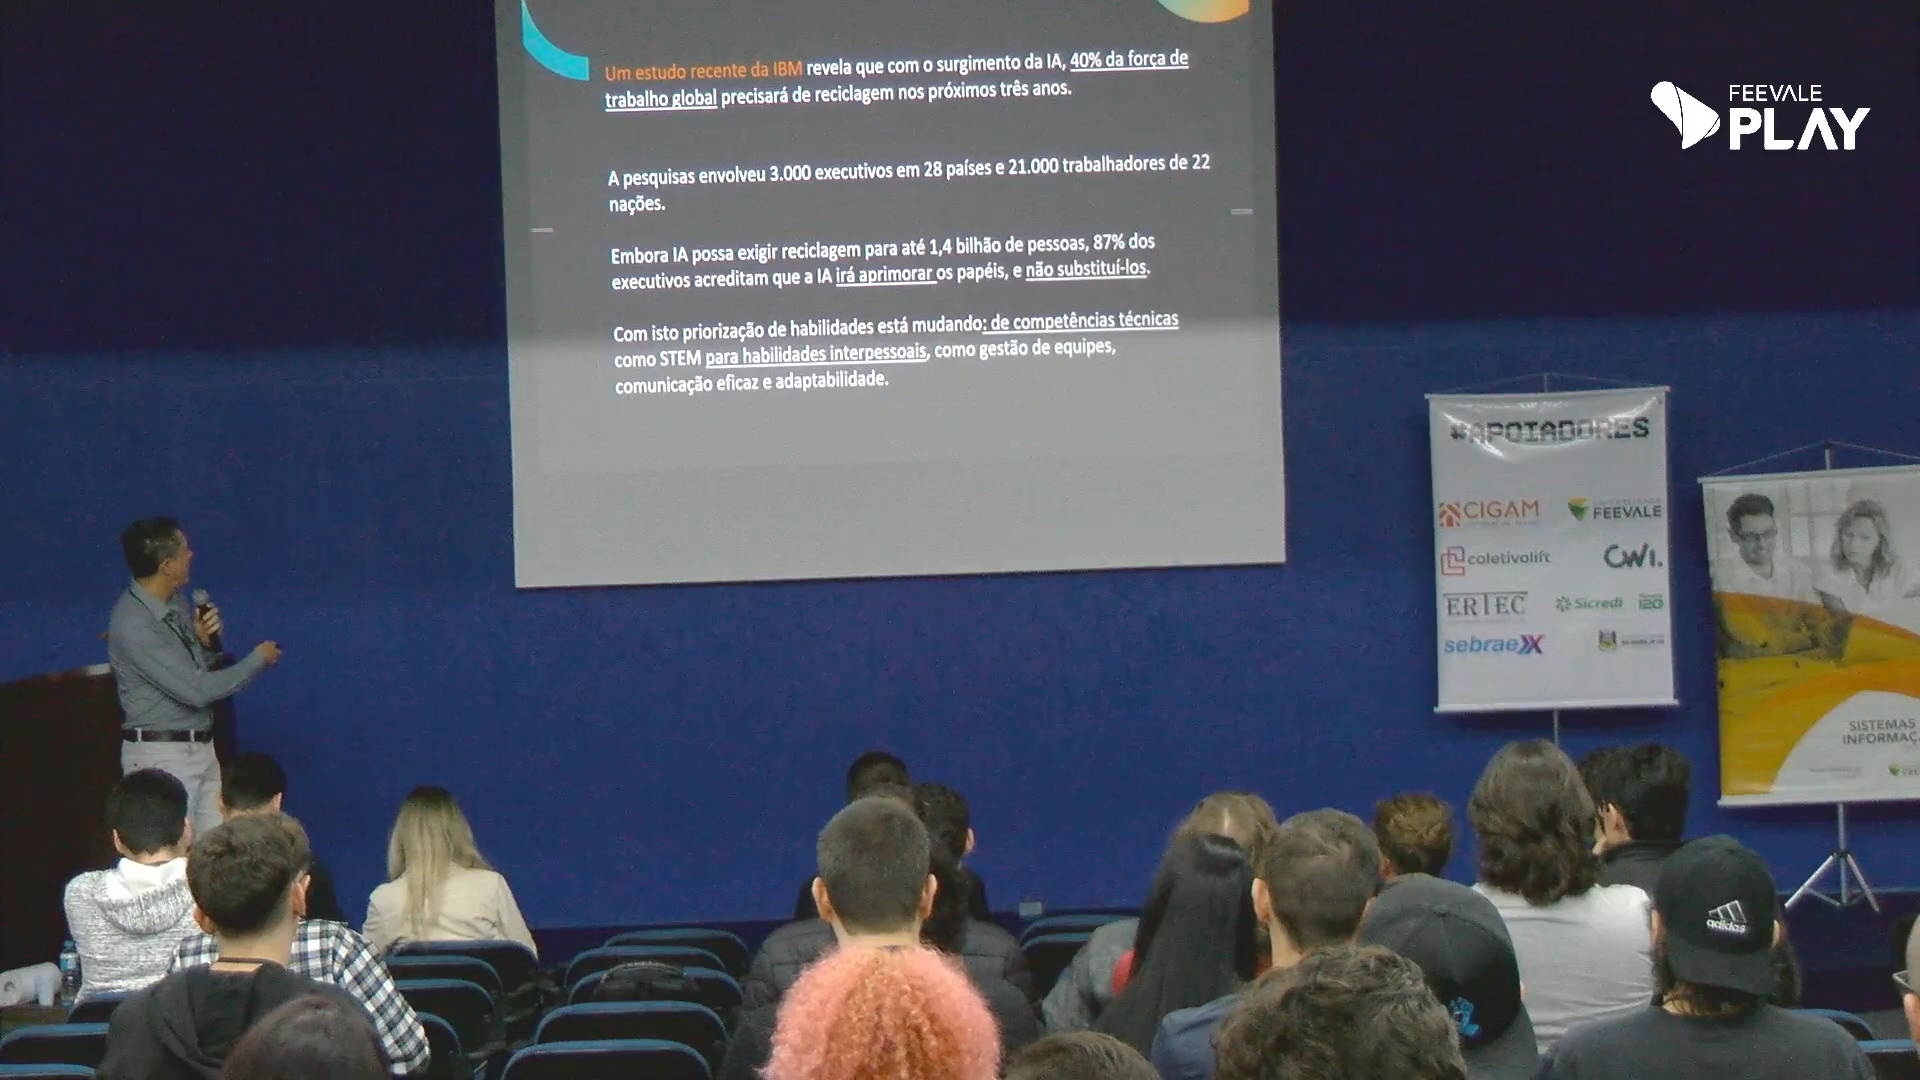 Um estudo recente da IBM revela que com o surgimento da IA, 40% da força de
trabalho global precisará de reciclagem nos próximos três anos.
A pesquisas envolveu 3.000 executivos em 28 países e 21.000 trabalhadores de 22
nações.
Embora IA possa exigir reciclagem para até 1,4 bilhão de pessoas, 87% dos
executivos acreditam que a IA irá aprimorar os papéis, e não substituí-los.
Com isto priorização de habilidades está mudando: de competências técnicas
como STEM para habilidades interpessoais, como gestão de equipes,
comunicação eficaz e adaptabilidade.
FEEVALE
PLAY
#APOIADORES
CIGAM
FEEVALE
coletivolift
CWI.
ERTEC
Sicredi
sebrae X
SISTEMAS
INFORMAÇ
adidas